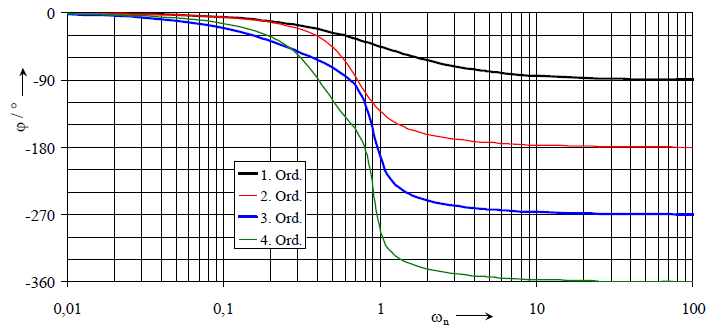 0
-90
-180
-270
-360
φ / °
1. Ord.
2. Ord.
3. Ord.
4. Ord.
0,01
0,1
1
10
100
ωn